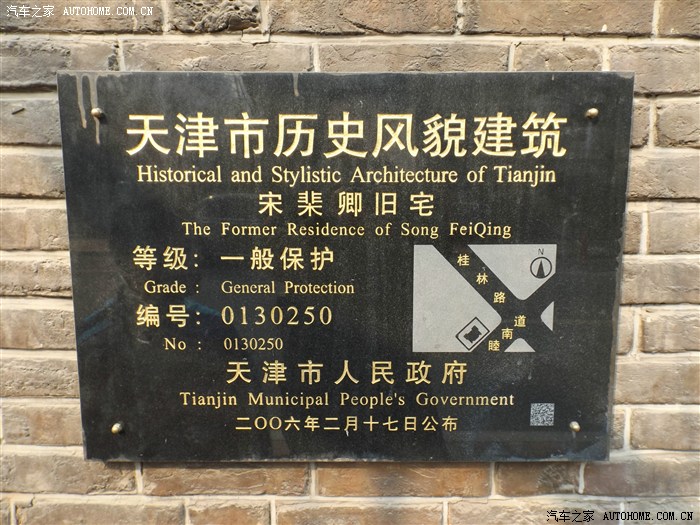 汽车之家 AUTOHOME.COM.CN
天津市历史风貌建筑
Historical and Stylistic Architecture of Tianjin
宋裴卿旧宅
The Former Residence of Song FeiQing
等级：一般保护
Grade : General Protection
编号：0130250
No : 0130250
N
桂林路
睦南道
天津市人民政府
Tianjin Municipal People's Government
二〇〇六年二月十七日公布
汽车之家 AUTOHOME.COM.CN